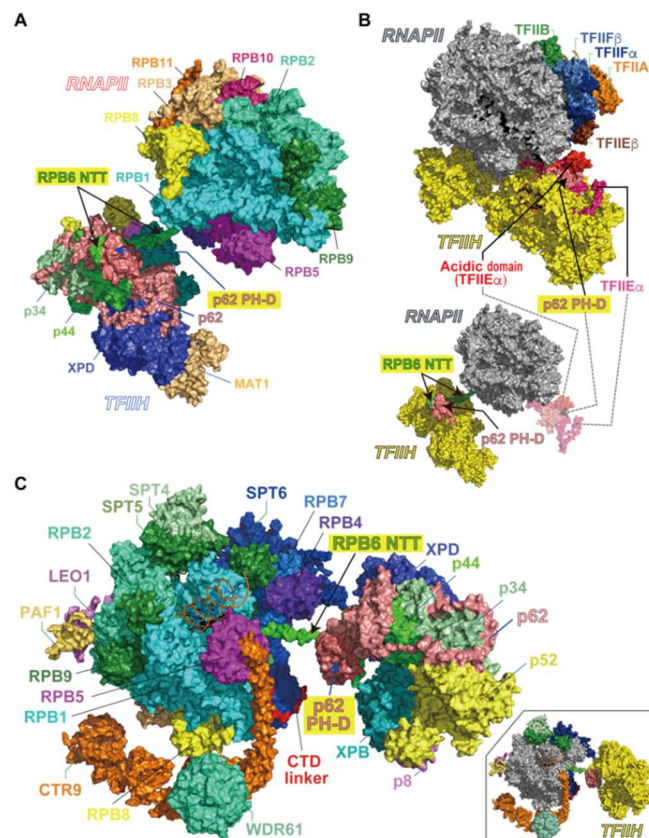 A
RPB11
RPB10
RPB2
RNAPII
RPB3
RPB8
RPB6 NTT
RPB1
RPB9
RPB5
p62 PH-D
p34
p44
p62
XPD
MAT1
TFIIH
B
TFIIB
TFIIFβ
TFIIFα
TFIIA
RNAPII
TFIIEβ
TFIIH
Acidic domain
(TFIIEα)
p62 PH-D
TFIIEα
RNAPII
RPB6 NTT
p62 PH-D
TFIIH
C
SPT4
SPT5
SPT6
RPB7
RPB4
RPB2
RPB6 NTT
XPD
p44
p34
LEO1
p62
PAF1
p52
RPB9
RPB5
RPB1
p62
PH-D
CTD
linker
XPB
p8
CTR9
RPB8
WDR61
TFIIH